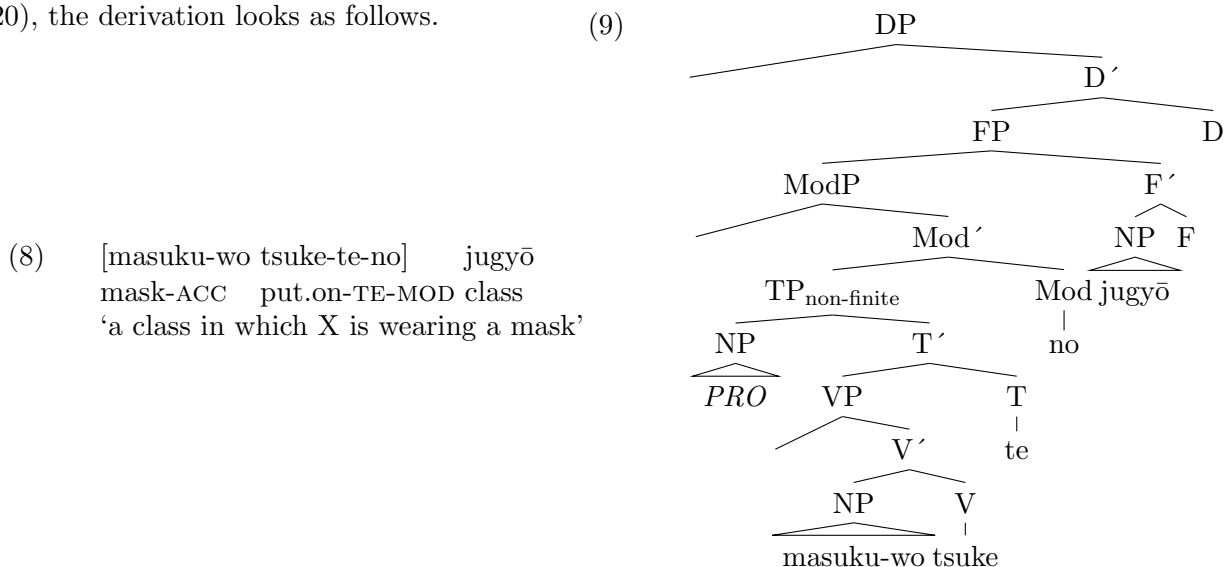 20), the derivation looks as follows.
(8) [masuku-wo tsuke-te-no] jugyō
mask-ACC put.on-TE-MOD class
‘a class in which X is wearing a mask’
(9)
DP
D´
FP D
ModP F´
Mod´ NP F
TPnon-finite Mod jugyō
NP T´ no
PRO VP T
V´ te
NP V
masuku-wo tsuke